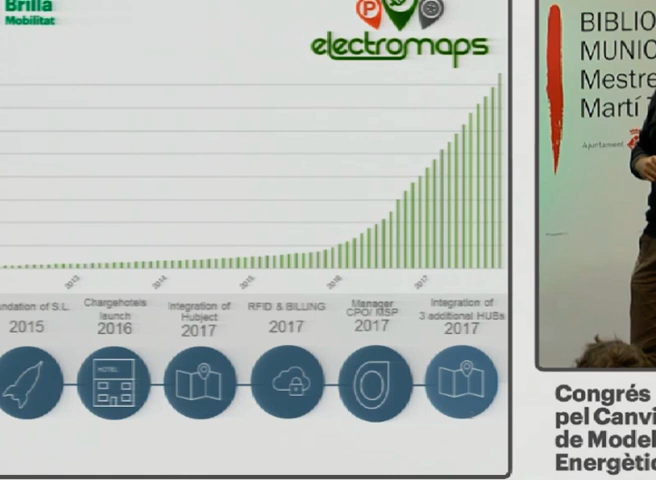 Brilla
Mobilitat
electromaps
2013
2014
2015
2016
2017
ndation of S.L.
2015
Chargehotels
launch
2016
Integration of
Hubject
2017
RFID & BILLING
2017
Manager
CPO/ MSP
2017
Integration of
3 additional HUBs
2017
HOTEL
BIBLIO
MUNIC
Mestre
Martí
Ajuntament
Congrés
pel Canvi
de Model
Energètic